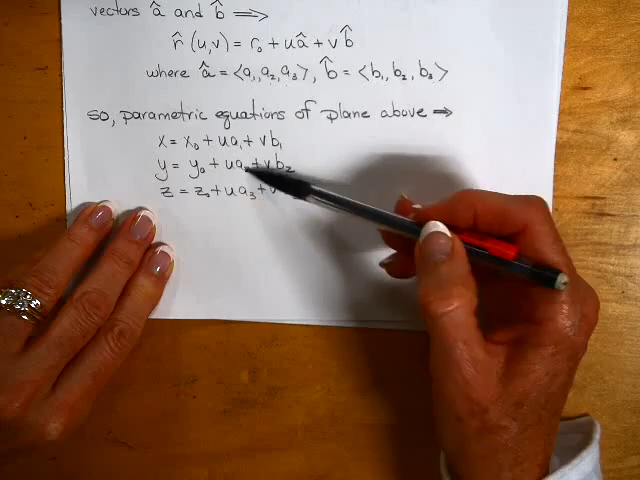 vectors â and b̂ ⟹
r̂ (u,v) = r₀ + uâ + v b̂
where â = <a₁, a₂, a₃>, b̂ = <b₁, b₂, b₃>
so, parametric equations of plane above ⟹
x = x₀ + ua₁ + vb₁
y = y₀ + ua₂ + vb₂
z = z₀ + ua₃ + v